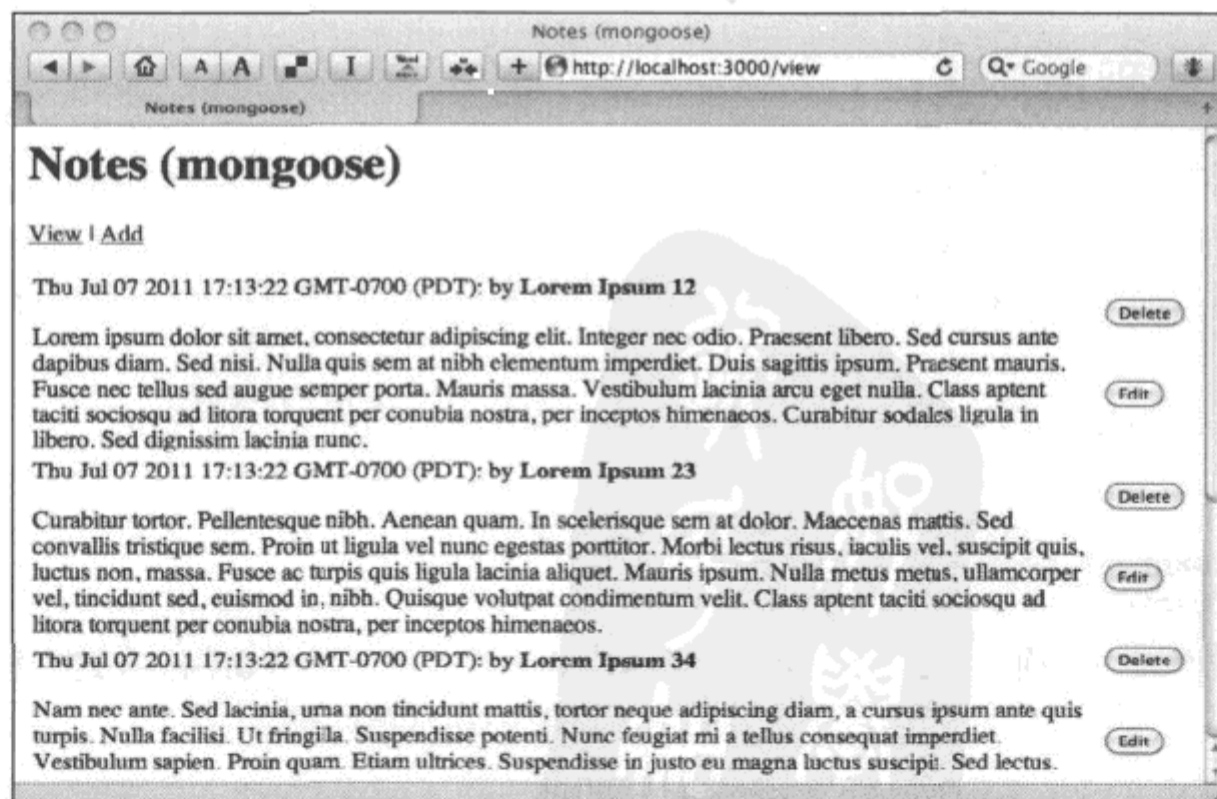 Notes (mongoose)
A A I + http://localhost:3000/view Google
Notes (mongoose)
Notes (mongoose)
View | Add
Thu Jul 07 2011 17:13:22 GMT-0700 (PDT): by Lorem Ipsum 12
Delete
Lorem ipsum dolor sit amet, consectetur adipiscing elit. Integer nec odio. Praesent libero. Sed cursus ante
dapibus diam. Sed nisi. Nulla quis sem at nibh elementum imperdiet. Duis sagittis ipsum. Praesent mauris.
Fusce nec tellus sed augue semper porta. Mauris massa. Vestibulum lacinia arcu eget nulla. Class aptent
Edit
taciti sociosqu ad litora torquent per conubia nostra, per inceptos himenaeos. Curabitur sodales ligula in
libero. Sed dignissim lacinia nunc.
Thu Jul 07 2011 17:13:22 GMT-0700 (PDT): by Lorem Ipsum 23
Delete
Curabitur tortor. Pellentesque nibh. Aenean quam. In scelerisque sem at dolor. Maecenas mattis. Sed
convallis tristique sem. Proin ut ligula vel nunc egestas porttitor. Morbi lectus risus, iaculis vel, suscipit quis,
luctus non, massa. Fusce ac turpis quis ligula lacinia aliquet. Mauris ipsum. Nulla metus metus, ullamcorper
Edit
vel, tincidunt sed, euismod in, nibh. Quisque volutpat condimentum velit. Class aptent taciti sociosqu ad
litora torquent per conubia nostra, per inceptos himenaeos.
Thu Jul 07 2011 17:13:22 GMT-0700 (PDT): by Lorem Ipsum 34
Delete
Nam nec ante. Sed lacinia, urna non tincidunt mattis, tortor neque adipiscing diam, a cursus ipsum ante quis
turpis. Nulla facilisi. Ut fringilla. Suspendisse potenti. Nunc feugiat mi a tellus consequat imperdiet.
Edit
Vestibulum sapien. Proin quam. Etiam ultrices. Suspendisse in justo eu magna luctus suscipit. Sed lectus.